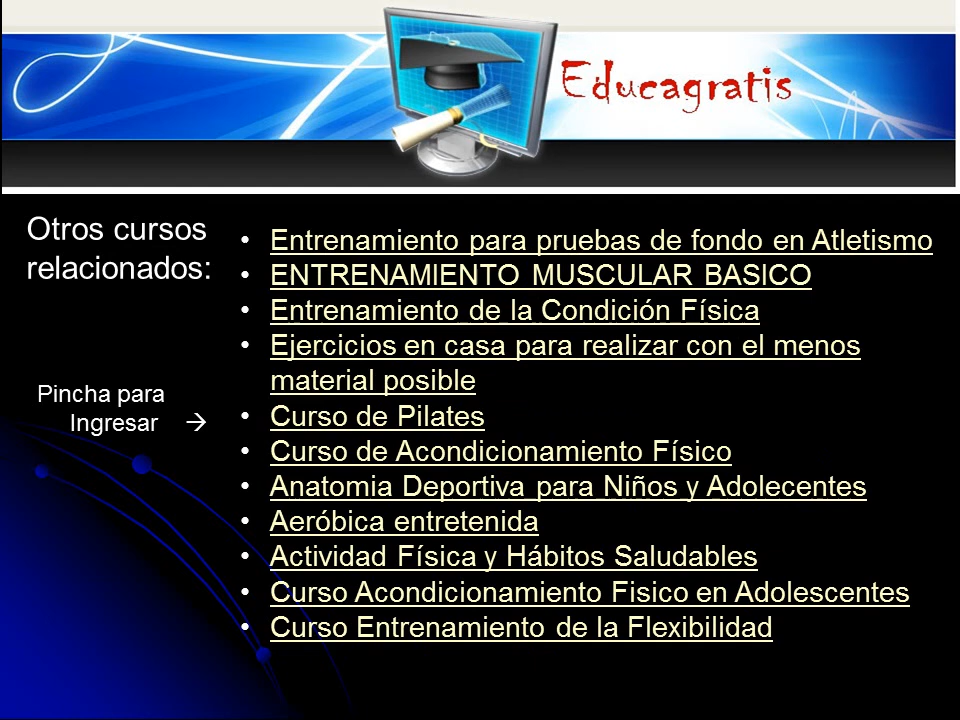 Educagratis
Otros cursos
relacionados:
Pincha para
Ingresar →
• Entrenamiento para pruebas de fondo en Atletismo
• ENTRENAMIENTO MUSCULAR BASICO
• Entrenamiento de la Condición Física
• Ejercicios en casa para realizar con el menos
material posible
• Curso de Pilates
• Curso de Acondicionamiento Físico
• Anatomia Deportiva para Niños y Adolecentes
• Aeróbica entretenida
• Actividad Física y Hábitos Saludables
• Curso Acondicionamiento Fisico en Adolescentes
• Curso Entrenamiento de la Flexibilidad